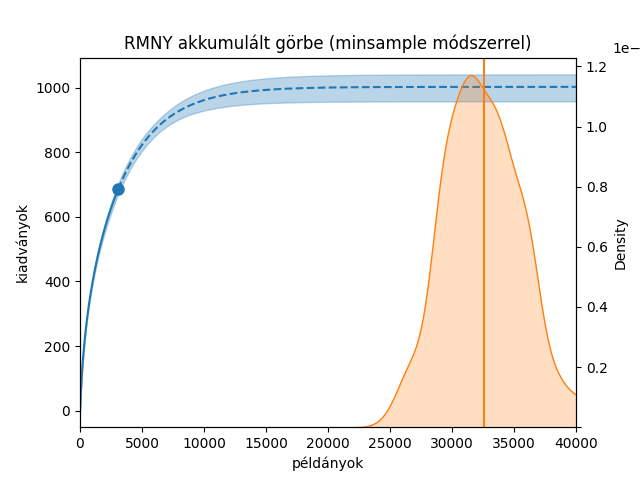 RMNY akkumulált görbe (minsample módszerrel)
1e−
1000
800
600
400
200
0
kiadványok
1.2
1.0
0.8
0.6
0.4
0.2
Density
0 5000 10000 15000 20000 25000 30000 35000 40000
példányok